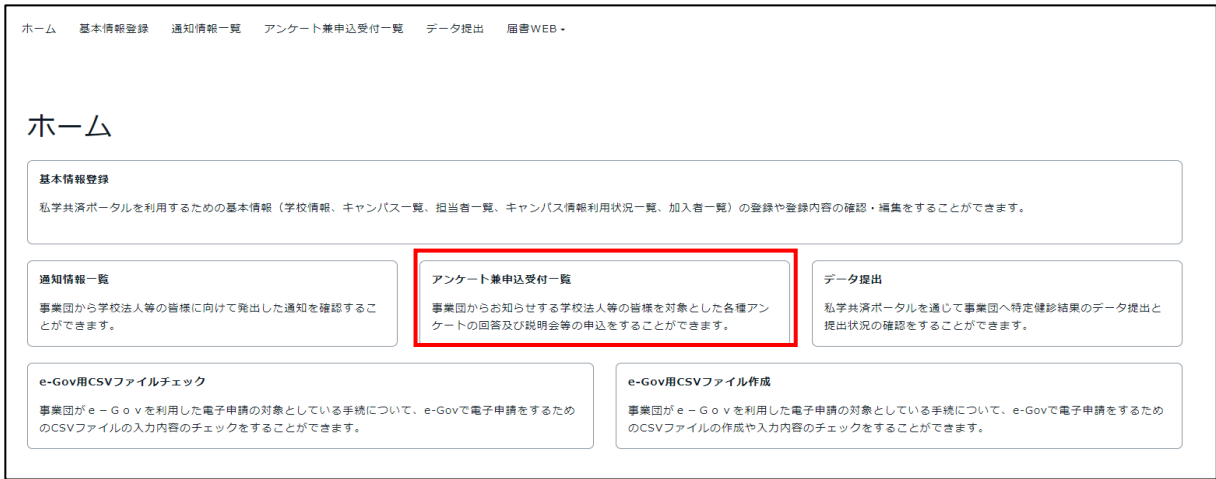 ホーム 基本情報登録 通知情報一覧 アンケート兼申込受付一覧 データ提出 届書WEB
ホーム
基本情報登録
私学共済ポータルを利用するための基本情報（学校情報、キャンパス一覧、担当者一覧、キャンパス情報利用状況一覧、加入者一覧）の登録や登録内容の確認・編集をすることができます。
通知情報一覧
事業団から学校法人等の皆様に向けて発出した通知を確認するこ
とができます。
アンケート兼申込受付一覧
事業団からお知らせする学校法人等の皆様を対象とした各種アン
ケートの回答及び説明会等の申込をすることができます。
データ提出
私学共済ポータルを通じて事業団へ特定健診結果のデータ提出と
提出状況の確認をすることができます。
e-Gov用CSVファイルチェック
事業団がｅ－Ｇｏｖを利用した電子申請の対象としている手続について、e-Govで電子申請をするため
のCSVファイルの入力内容のチェックをすることができます。
e-Gov用CSVファイル作成
事業団がｅ－Ｇｏｖを利用した電子申請の対象としている手続について、e-Govで電子申請をするため
のCSVファイルの作成や入力内容のチェックをすることができます。